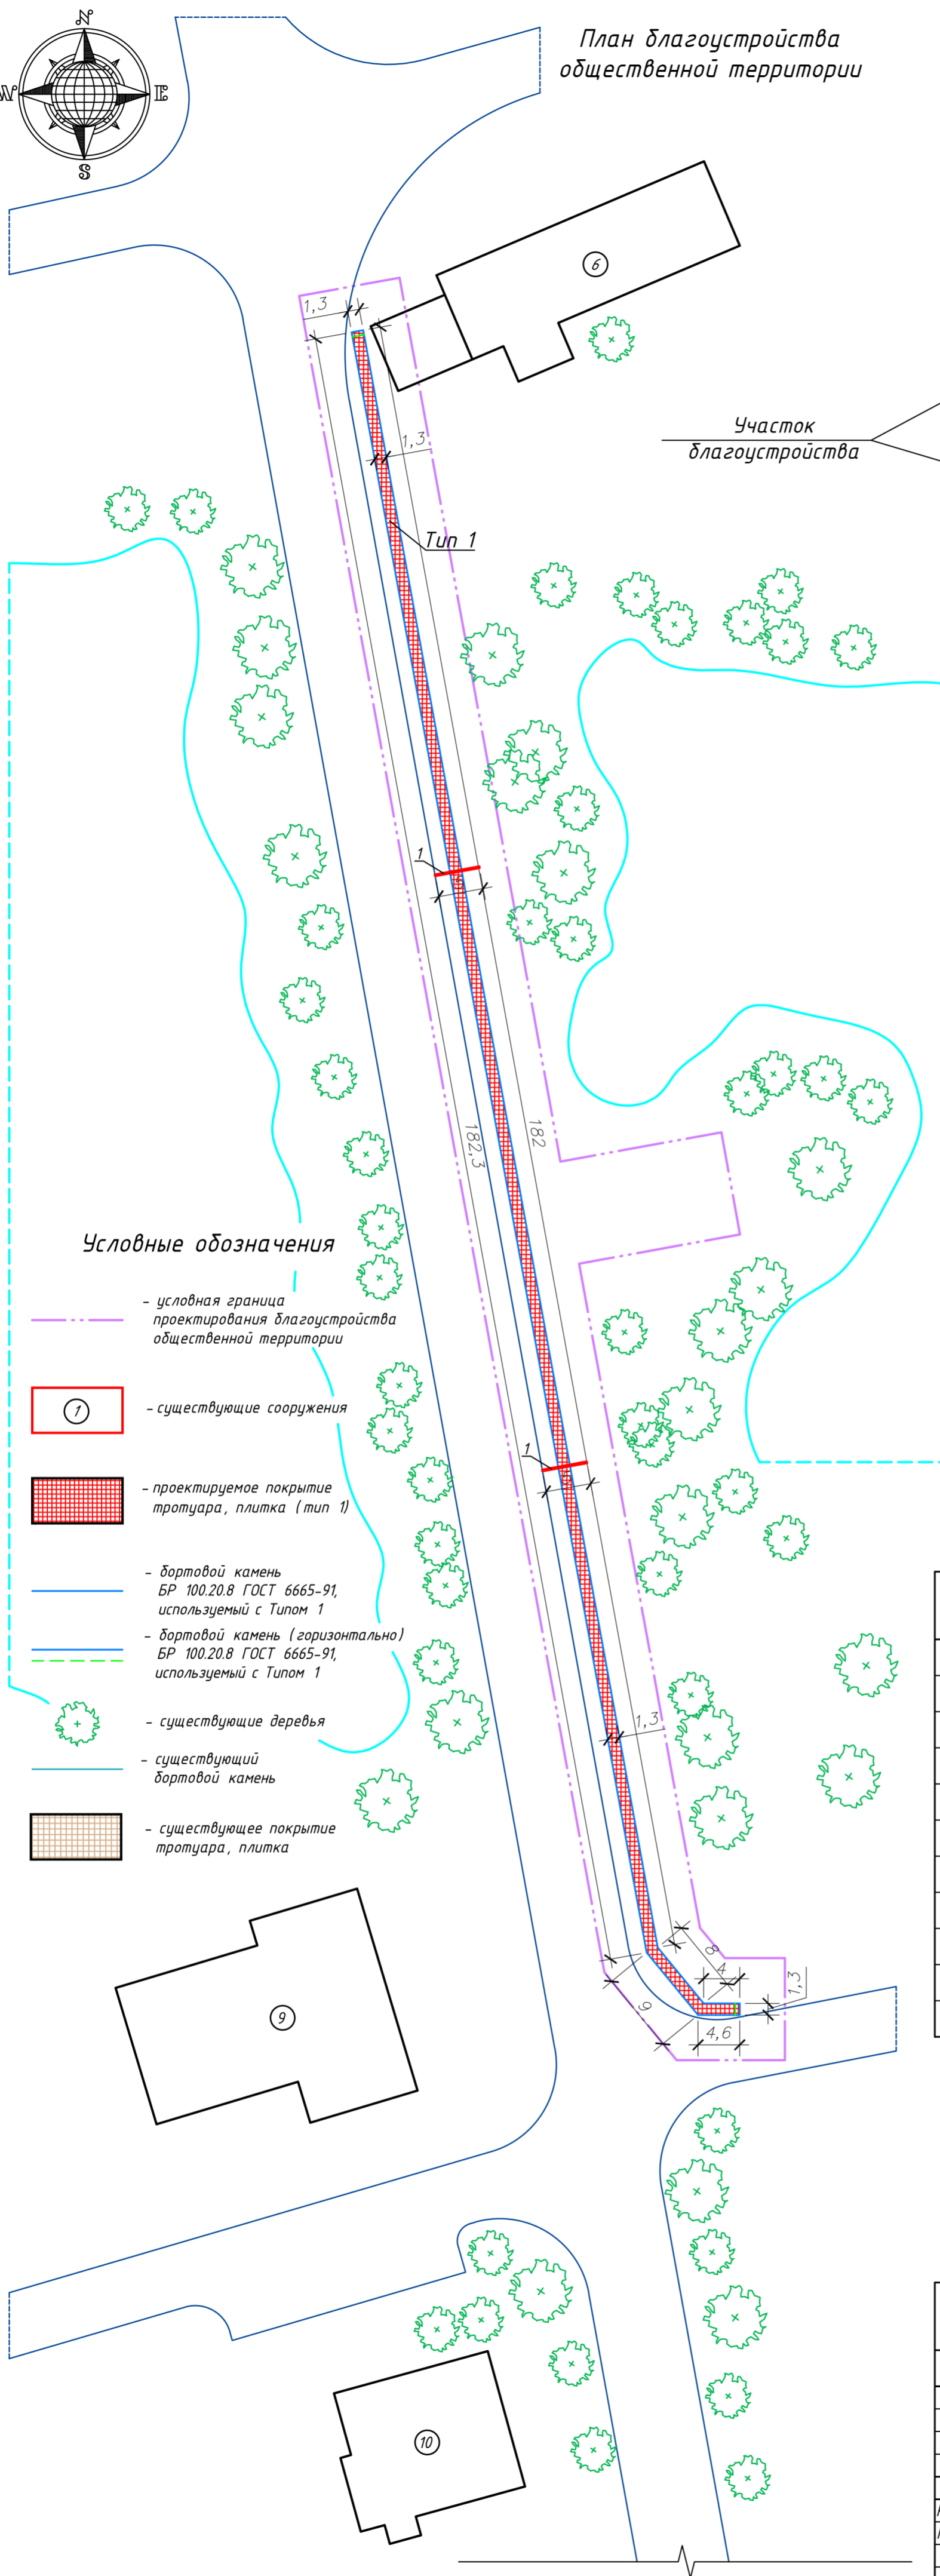 N
План благоустройства
общественной территории
W
E
S
6
1,3
Участок
благоустройства
1,3
Тип 1
1
5
182,3
182
Условные обозначения
- условная граница
проектирования благоустройства
общественной территории
1
- существующие сооружения
1
5
- проектируемое покрытие
тротуара, плитка (тип 1)
- бортовой камень
БР 100.20.8 ГОСТ 6665-91,
используемый с Типом 1
- бортовой камень (горизонтально)
БР 100.20.8 ГОСТ 6665-91,
используемый с Типом 1
- существующие деревья
1,3
- существующий
бортовой камень
- существующее покрытие
тротуара, плитка
8
4
1,3
9
4,6
9
10